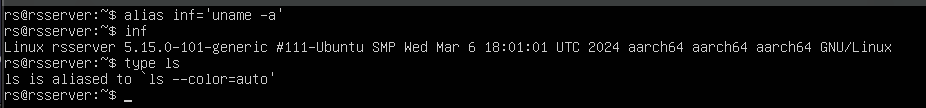 rs@rsserver:~$ alias inf='uname -a'
rs@rsserver:~$ inf
Linux rsserver 5.15.0-101-generic #111-Ubuntu SMP Wed Mar 6 18:01:01 UTC 2024 aarch64 aarch64 aarch64 GNU/Linux
rs@rsserver:~$ type ls
ls is aliased to `ls --color=auto'
rs@rsserver:~$ _